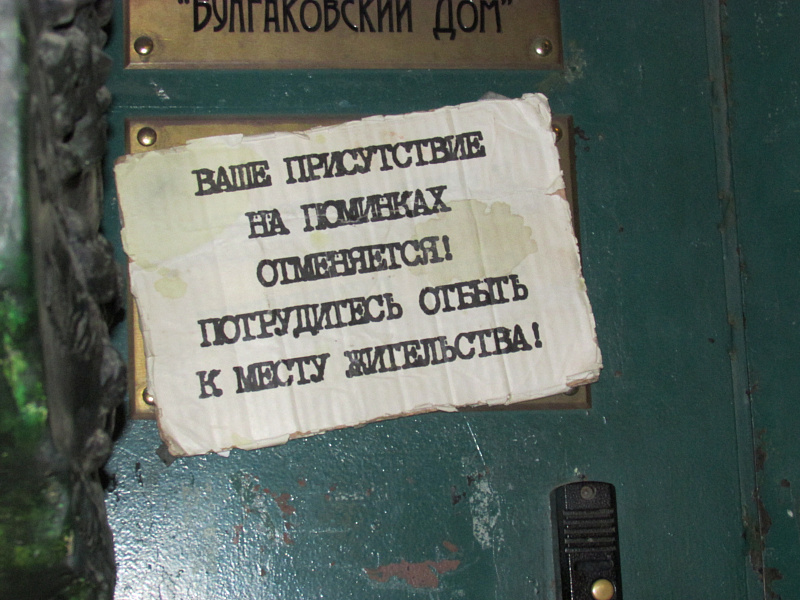 "БУЛГАКОВСКИЙ ДОМ"
ВАШЕ ПРИСУТСТВИЕ
НА ПОМИНКАХ
ОТМЕНЯЕТСЯ!
ПОТРУДИТЕСЬ ОТБЫТЬ
К МЕСТУ ЖИТЕЛЬСТВА!